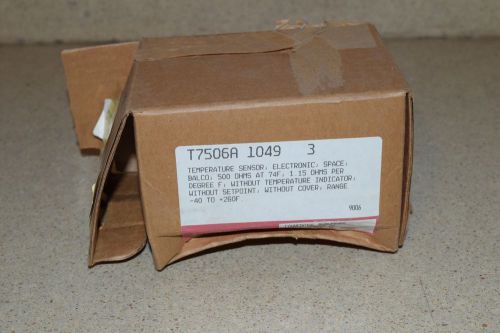 T7506A 1049 3
TEMPERATURE SENSOR; ELECTRONIC; SPACE;
BALCO; 500 OHMS AT 74F; 1.15 OHMS PER
DEGREE F; WITHOUT TEMPERATURE INDICATOR;
WITHOUT SETPOINT; WITHOUT COVER; RANGE
-40 TO +260F.
9006